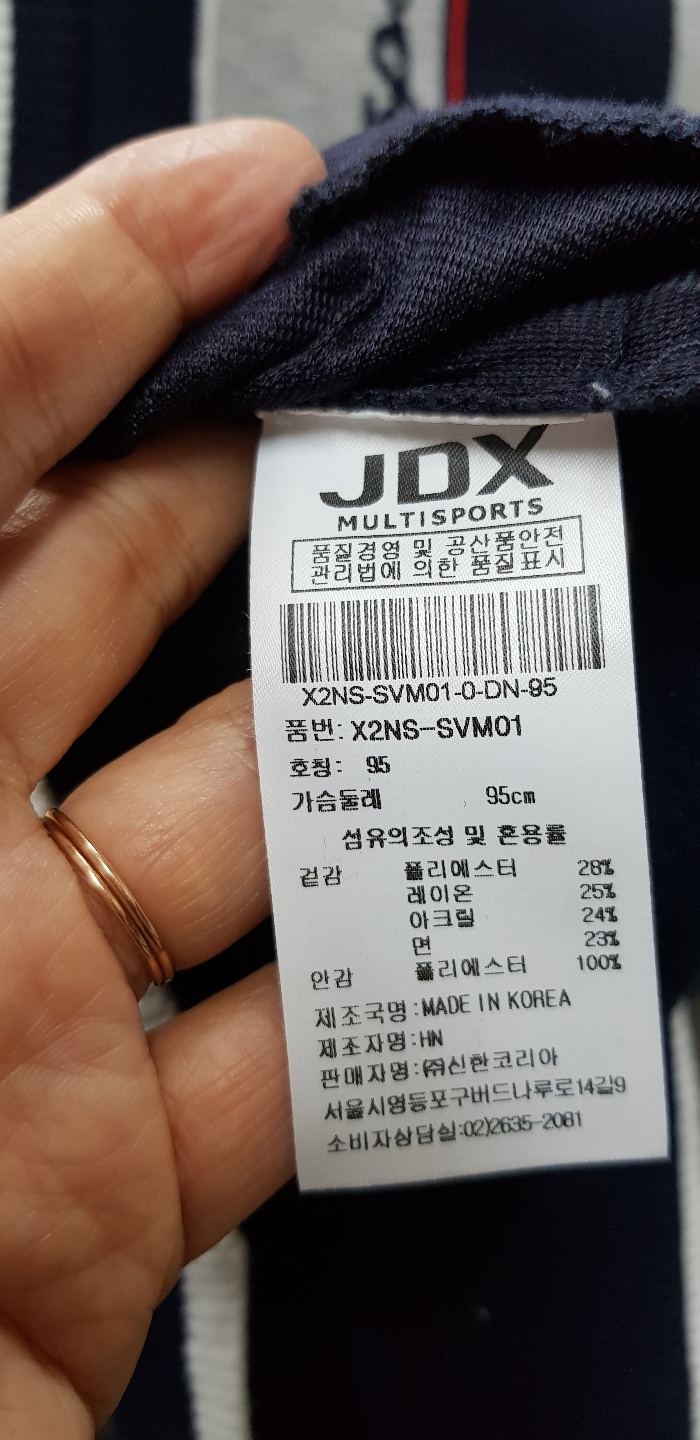 JDX
MULTISPORTS
품질경영 및 공산품안전
관리법에 의한 품질표시
X2NS-SVM01-0-DN-95
품번: X2NS-SVM01
호칭: 95
가슴둘레 95cm
섬유의조성 및 혼용률
겉감 폴리에스터 28%
레이온 25%
아크릴 24%
면 23%
안감 폴리에스터 100%
제조국명:MADE IN KOREA
제조자명:HN
판매자명:㈜신한코리아
서울시영등포구버드나루로14길9
소비자상담실:02)2635-2081